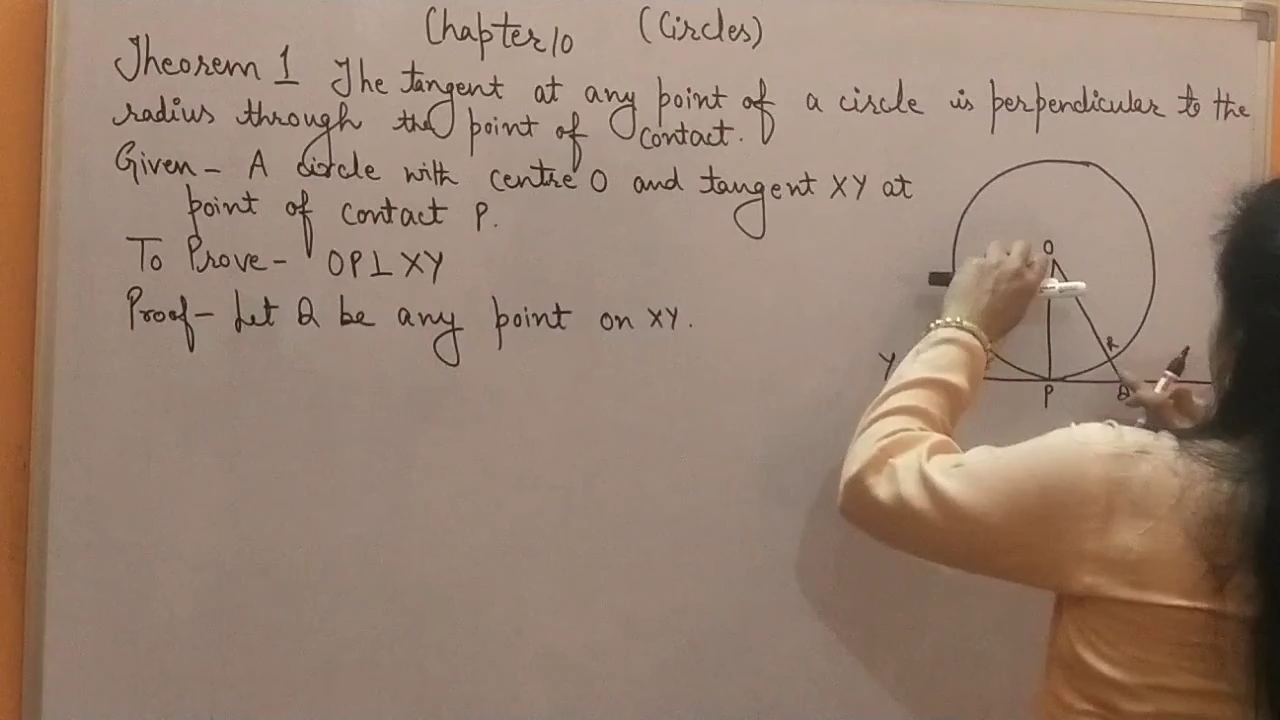 Chapter 10 (Circles)
Theorem 1 The tangent at any point of a circle is perpendicular to the
radius through the point of contact.
Given - A circle with centre O and tangent XY at
point of contact P.
To Prove - OP ⊥ XY
Proof - Let Q be any point on XY.
O
R
Y
P
Q